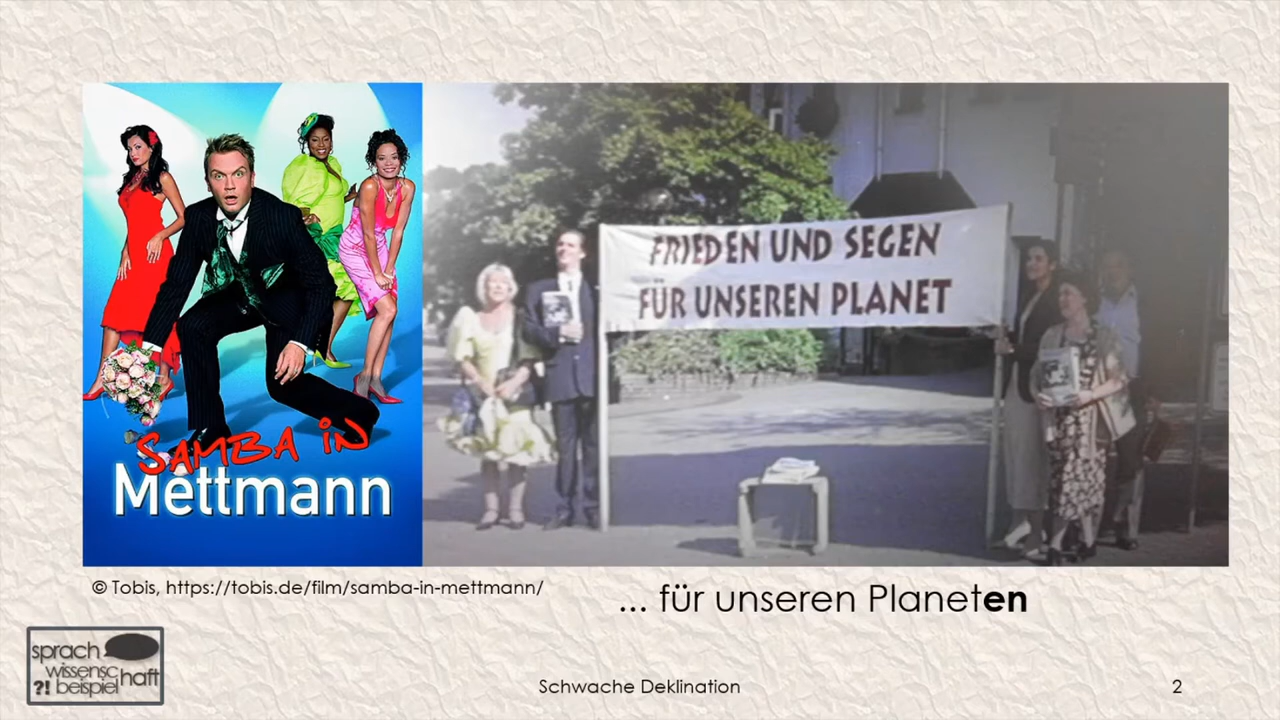 SAMBA iN
Mettmann
FRIEDEN UND SEGEN
FÜR UNSEREN PLANET
© Tobis, https://tobis.de/film/samba-in-mettmann/
... für unseren Planeten
sprach
wissensc
haft
?! beispiel
Schwache Deklination
2